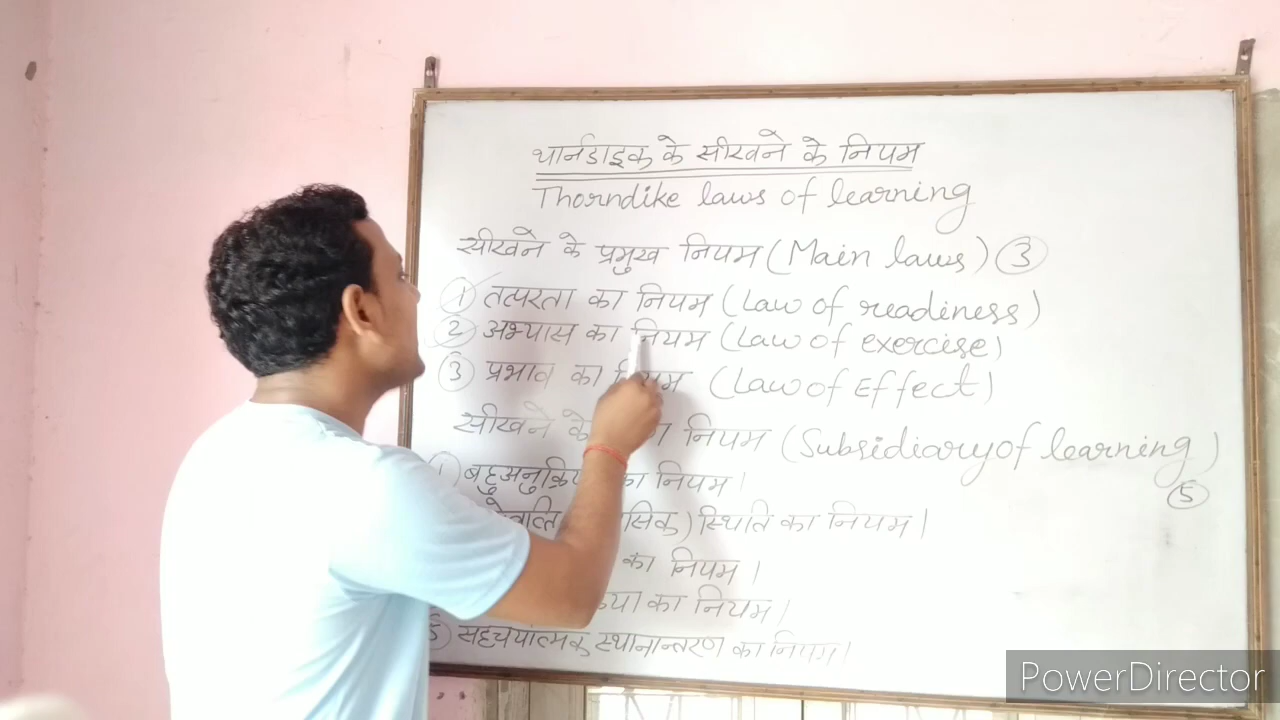 थार्नडाइक के सीखने के नियम
Thorndike laws of learning
सीखने के प्रमुख नियम (Main laws) ③
① तत्परता का नियम (Law of readiness)
② अभ्यास का नियम (Law of exercise)
③ प्रभाव का नियम (Law of Effect)
सीखने के नियम (Subsidiary of learning)
⑤
① बहुअनुक्रिया का नियम।
स्थिति का नियम।
का नियम।
का नियम।
⑤ सहचर्यात्मक स्थानान्तरण का नियम।
PowerDirector